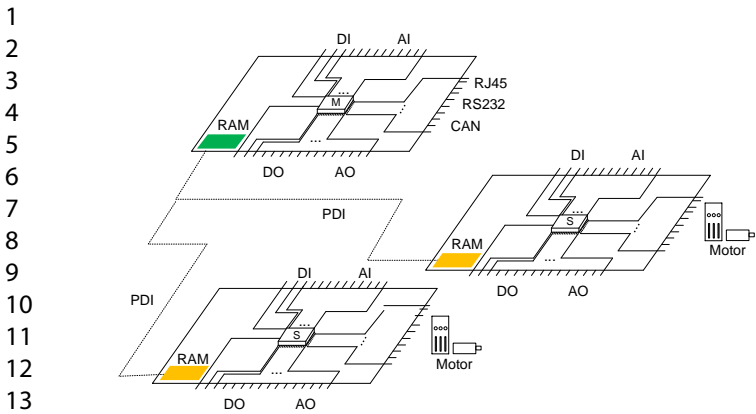 1
2
3
4
5
6
7
8
9
10
11
12
13
DI AI
M
RJ45
RS232
CAN
RAM
DO AO
PDI
DI AI
S
RAM
Motor
DO AO
PDI
DI AI
S
RAM
Motor
DO AO